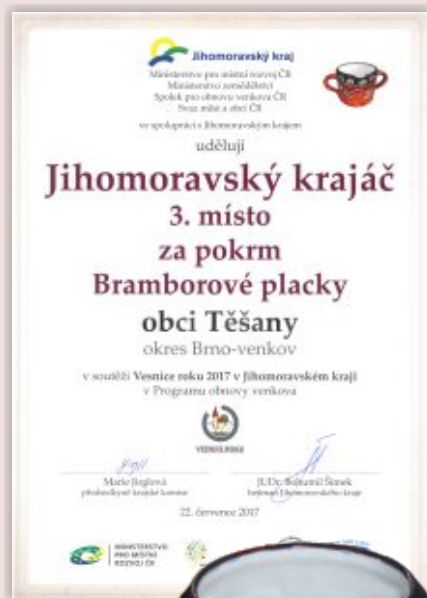 Jihomoravský kraj
Ministerstvo pro místní rozvoj ČR
Ministerstvo zemědělství
Spolek pro obnovu venkova ČR
Svaz měst a obcí ČR
ve spolupráci s Jihomoravským krajem
udělují
Jihomoravský krajáč
3. místo
za pokrm
Bramborové placky
obci Těšany
okres Brno-venkov
v soutěži Vesnice roku 2017 v Jihomoravském kraji
v Programu obnovy venkova
VESNICE ROKU
Marie Jirglová
předsedkyně krajské komise
JUDr. Bohumil Šimek
hejtman Jihomoravského kraje
22. července 2017
MINISTERSTVO
PRO MÍSTNÍ
ROZVOJ ČR